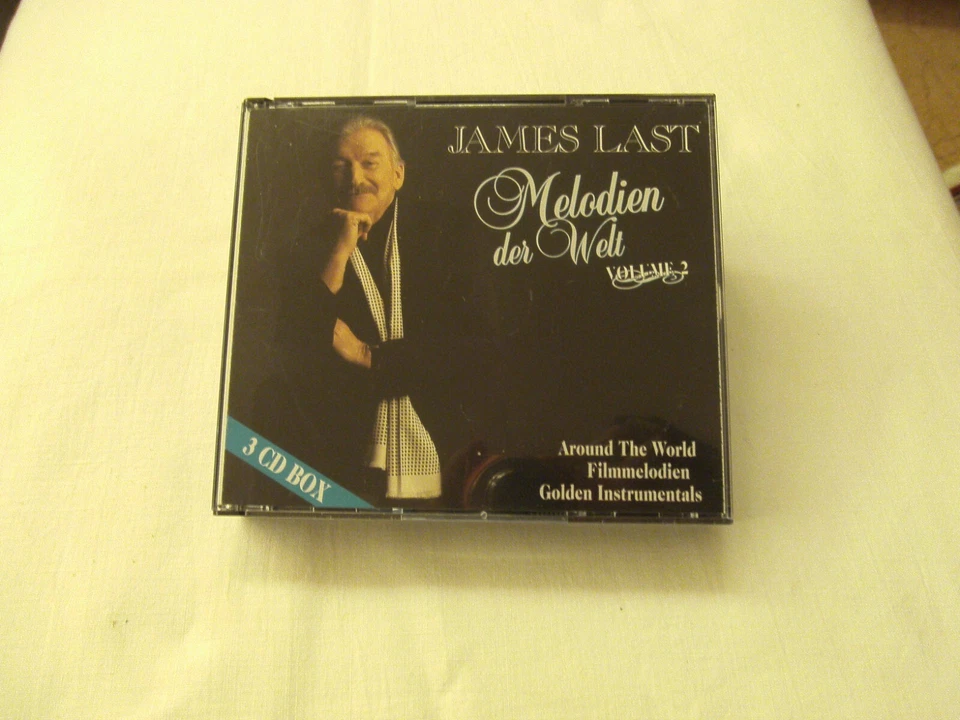 JAMES LAST
Melodien
der Welt
VOLUME 2
3 CD BOX
Around The World
Filmmelodien
Golden Instrumentals